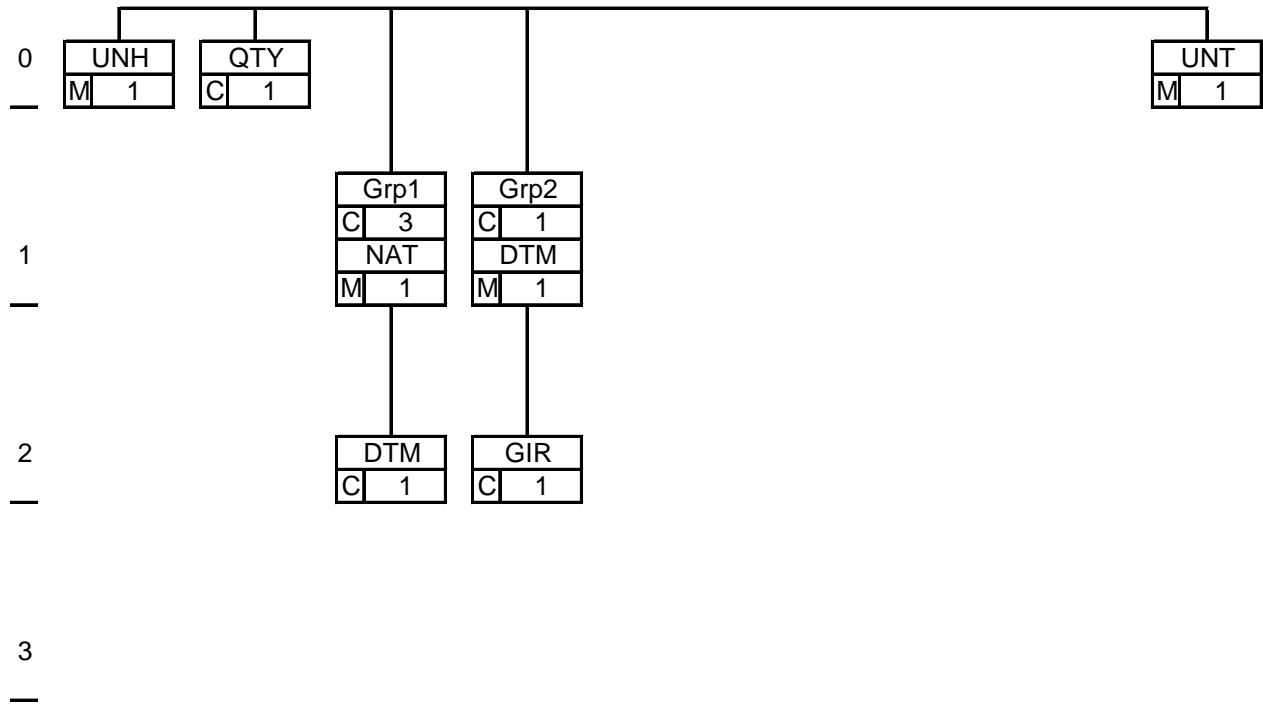 0 UNH QTY UNT
M 1 C 1 M 1
Grp1 Grp2
C 3 C 1
1 NAT DTM
M 1 M 1
2 DTM GIR
C 1 C 1
3